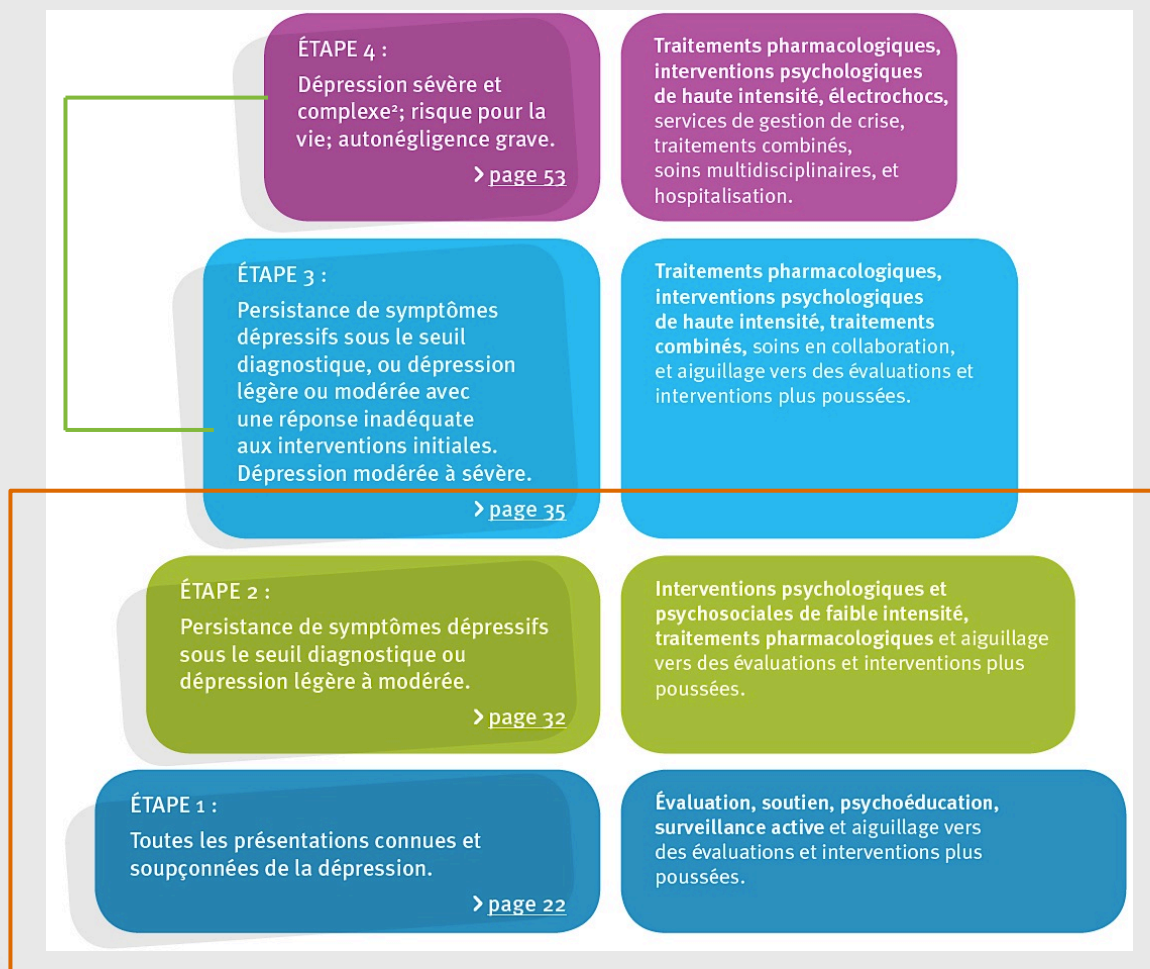 ÉTAPE 4 :
Dépression sévère et
complexe²; risque pour la
vie; autonégligence grave.
> page 53
Traitements pharmacologiques,
interventions psychologiques
de haute intensité, électrochocs,
services de gestion de crise,
traitements combinés,
soins multidisciplinaires, et
hospitalisation.
ÉTAPE 3 :
Persistance de symptômes
dépressifs sous le seuil
diagnostique, ou dépression
légère ou modérée avec
une réponse inadéquate
aux interventions initiales.
Dépression modérée à sévère.
> page 35
Traitements pharmacologiques,
interventions psychologiques
de haute intensité, traitements
combinés, soins en collaboration,
et aiguillage vers des évaluations et
interventions plus poussées.
ÉTAPE 2 :
Persistance de symptômes dépressifs
sous le seuil diagnostique ou
dépression légère à modérée.
> page 32
Interventions psychologiques et
psychosociales de faible intensité,
traitements pharmacologiques et aiguillage
vers des évaluations et interventions plus
poussées.
ÉTAPE 1 :
Toutes les présentations connues et
soupçonnées de la dépression.
> page 22
Évaluation, soutien, psychoéducation,
surveillance active et aiguillage vers
des évaluations et interventions plus
poussées.